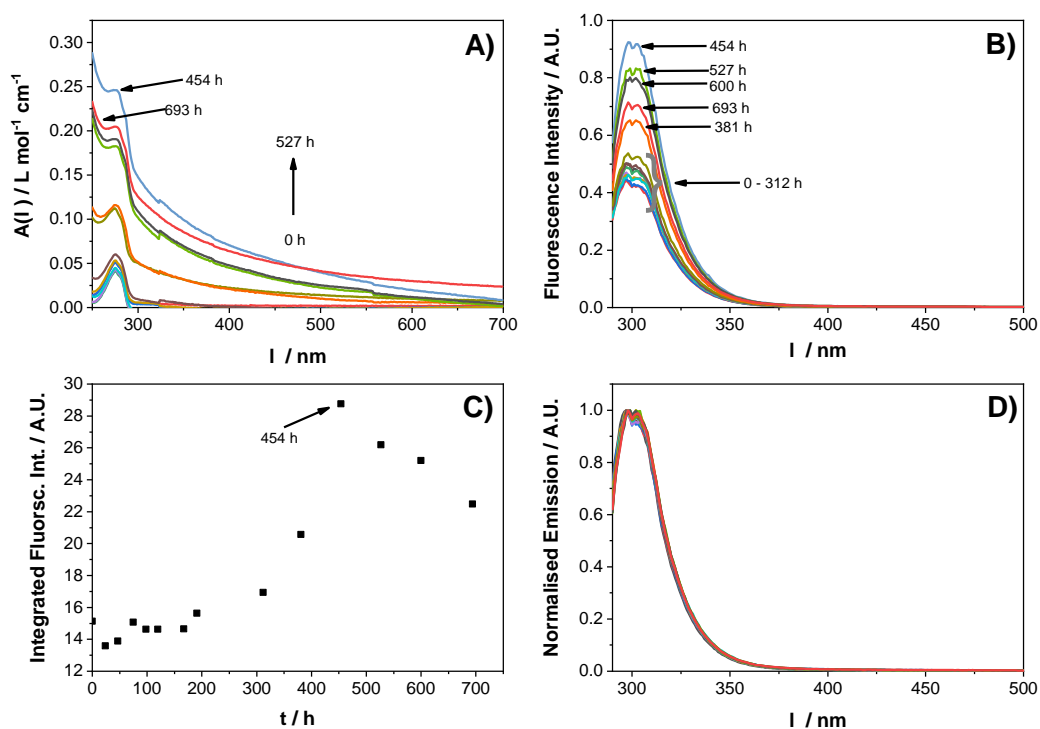 A)
A(l) / L mol⁻¹ cm⁻¹
0.30
0.25
0.20
0.15
0.10
0.05
0.00
454 h
693 h
527 h
0 h
300 400 500 600 700
l / nm
B)
Fluorescence Intensity / A.U.
1.0
0.8
0.6
0.4
0.2
0.0
454 h
527 h
600 h
693 h
381 h
0 - 312 h
300 350 400 450 500
l / nm
C)
Integrated Fluorsc. Int. / A.U.
30
28
26
24
22
20
18
16
14
12
454 h
0 100 200 300 400 500 600 700
t / h
D)
Normalised Emission / A.U.
1.0
0.8
0.6
0.4
0.2
0.0
300 350 400 450 500
l / nm